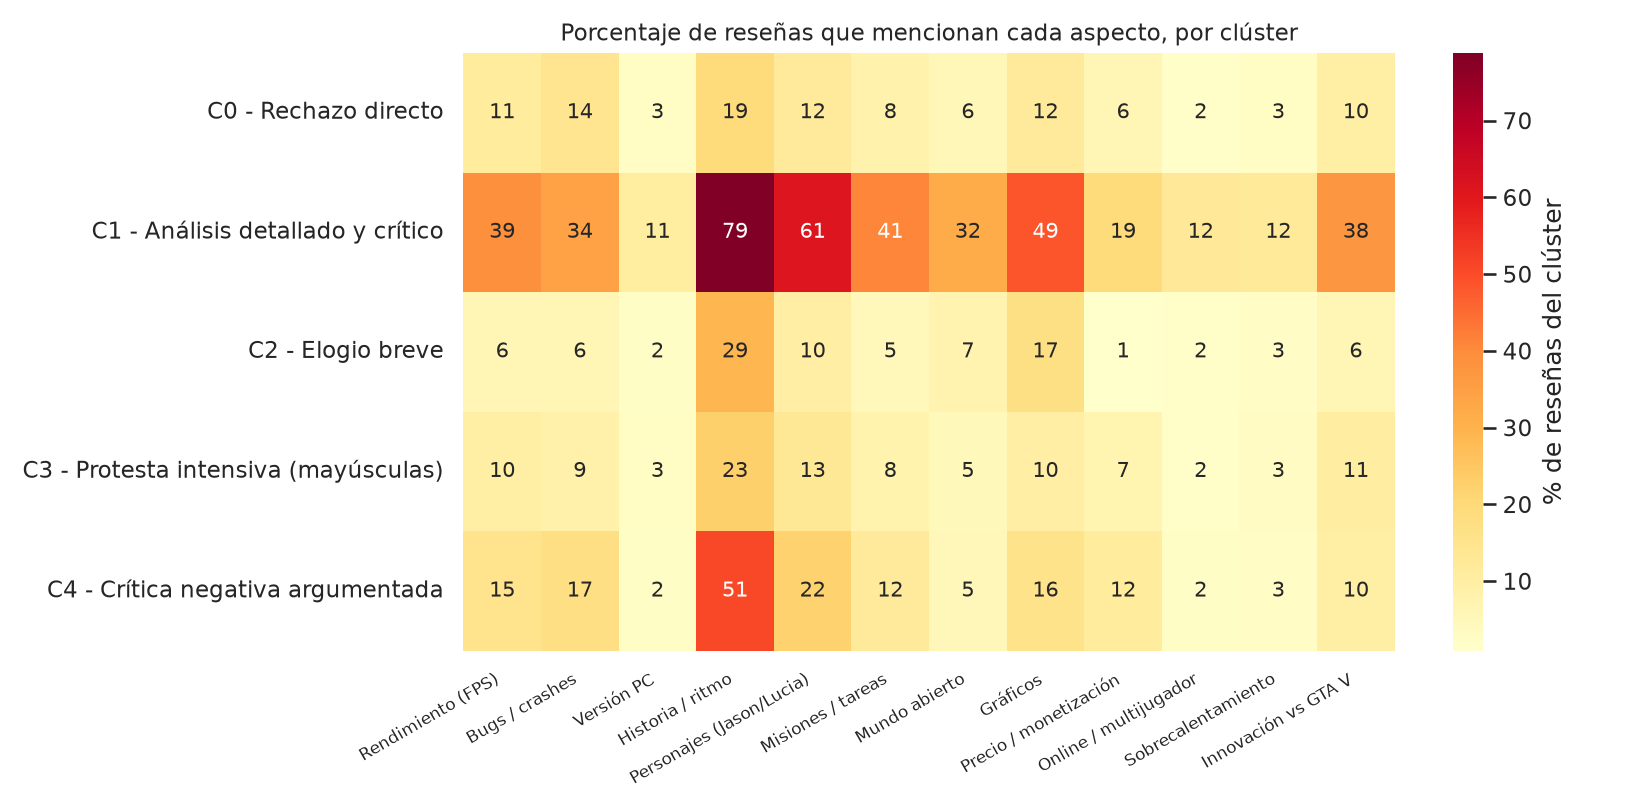 Porcentaje de reseñas que mencionan cada aspecto, por clúster
C0 - Rechazo directo 11 14 3 19 12 8 6 12 6 2 3 10
C1 - Análisis detallado y crítico 39 34 11 79 61 41 32 49 19 12 12 38
C2 - Elogio breve 6 6 2 29 10 5 7 17 1 2 3 6
C3 - Protesta intensiva (mayúsculas) 10 9 3 23 13 8 5 10 7 2 3 11
C4 - Crítica negativa argumentada 15 17 2 51 22 12 5 16 12 2 3 10
Rendimiento (FPS)
Bugs / crashes
Versión PC
Historia / ritmo
Personajes (Jason/Lucia)
Misiones / tareas
Mundo abierto
Gráficos
Precio / monetización
Online / multijugador
Sobrecalentamiento
Innovación vs GTA V
70
60
50
40
30
20
10
% de reseñas del clúster